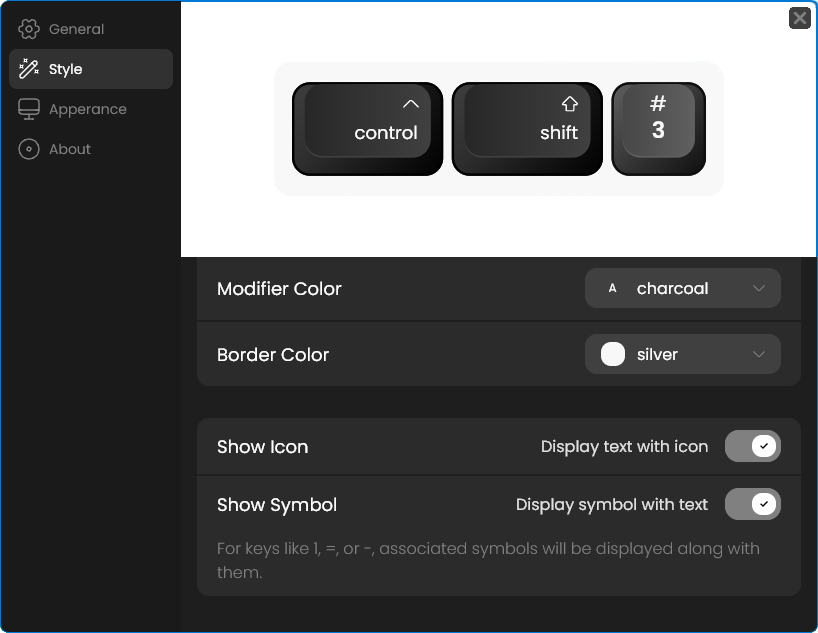 General
Style
Apperance
About
control
shift
#
3
Modifier Color
A charcoal
Border Color
silver
Show Icon
Display text with icon
Show Symbol
Display symbol with text
For keys like 1, =, or -, associated symbols will be displayed along with
them.